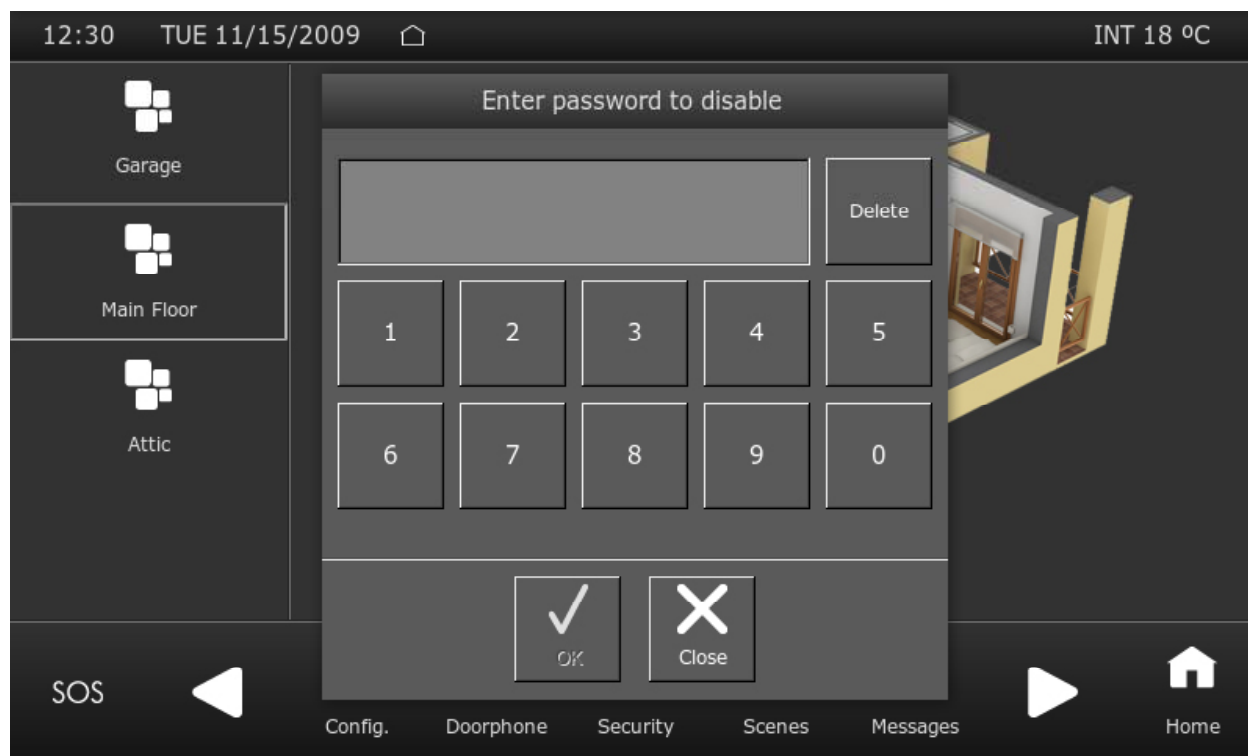 12:30 TUE 11/15/2009 INT 18 ºC
Garage
Main Floor
Attic
Enter password to disable
Delete
1 2 3 4 5
6 7 8 9 0
OK Close
SOS
Config. Doorphone Security Scenes Messages Home